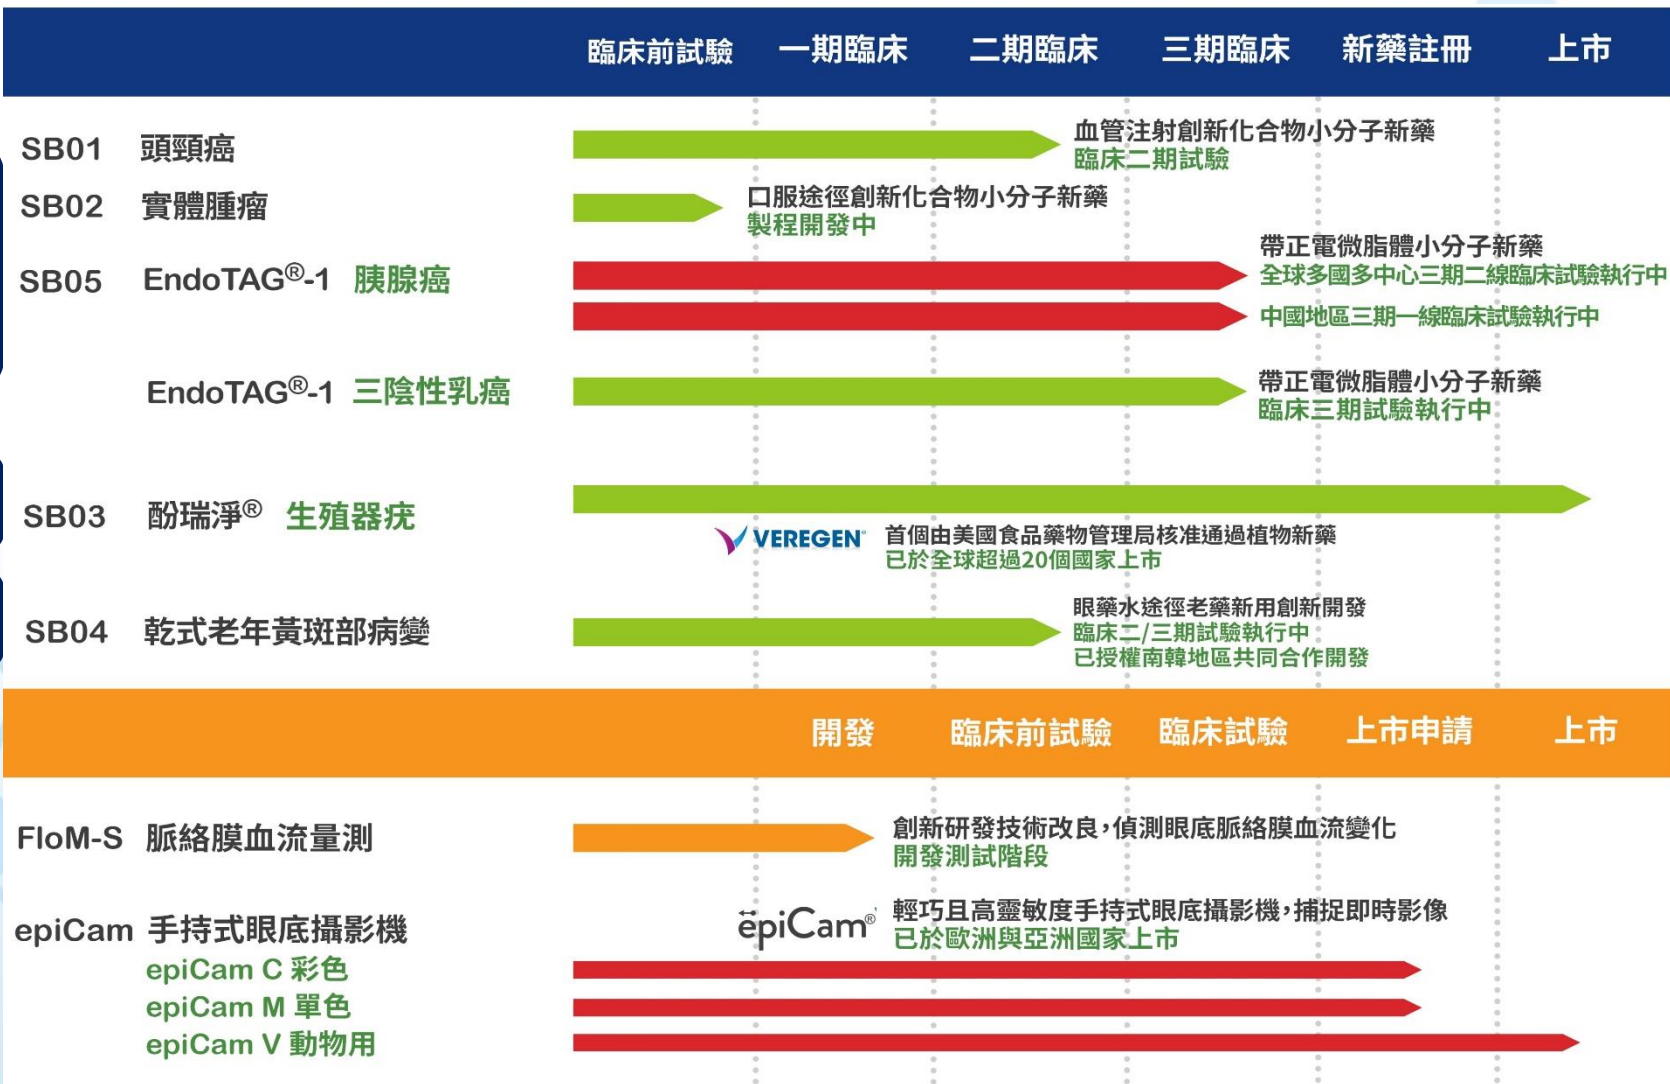 臨床前試驗 一期臨床 二期臨床 三期臨床 新藥註冊 上市
SB01 頭頸癌
血管注射創新化合物小分子新藥
臨床二期試驗
SB02 實體腫瘤
口服途徑創新化合物小分子新藥
製程開發中
SB05 EndoTAG®-1 胰腺癌
帶正電微脂體小分子新藥
全球多國多中心三期二線臨床試驗執行中
中國地區三期一線臨床試驗執行中
EndoTAG®-1 三陰性乳癌
帶正電微脂體小分子新藥
臨床三期試驗執行中
SB03 酚瑞淨® 生殖器疣
VEREGEN®
首個由美國食品藥物管理局核准通過植物新藥
已於全球超過20個國家上市
SB04 乾式老年黃斑部病變
眼藥水途徑老藥新用創新開發
臨床二/三期試驗執行中
已授權南韓地區共同合作開發
開發 臨床前試驗 臨床試驗 上市申請 上市
FloM-S 脈絡膜血流量測
創新研發技術改良,偵測眼底脈絡膜血流變化
開發測試階段
epiCam 手持式眼底攝影機
epiCam®
輕巧且高靈敏度手持式眼底攝影機,捕捉即時影像
已於歐洲與亞洲國家上市
epiCam C 彩色
epiCam M 單色
epiCam V 動物用